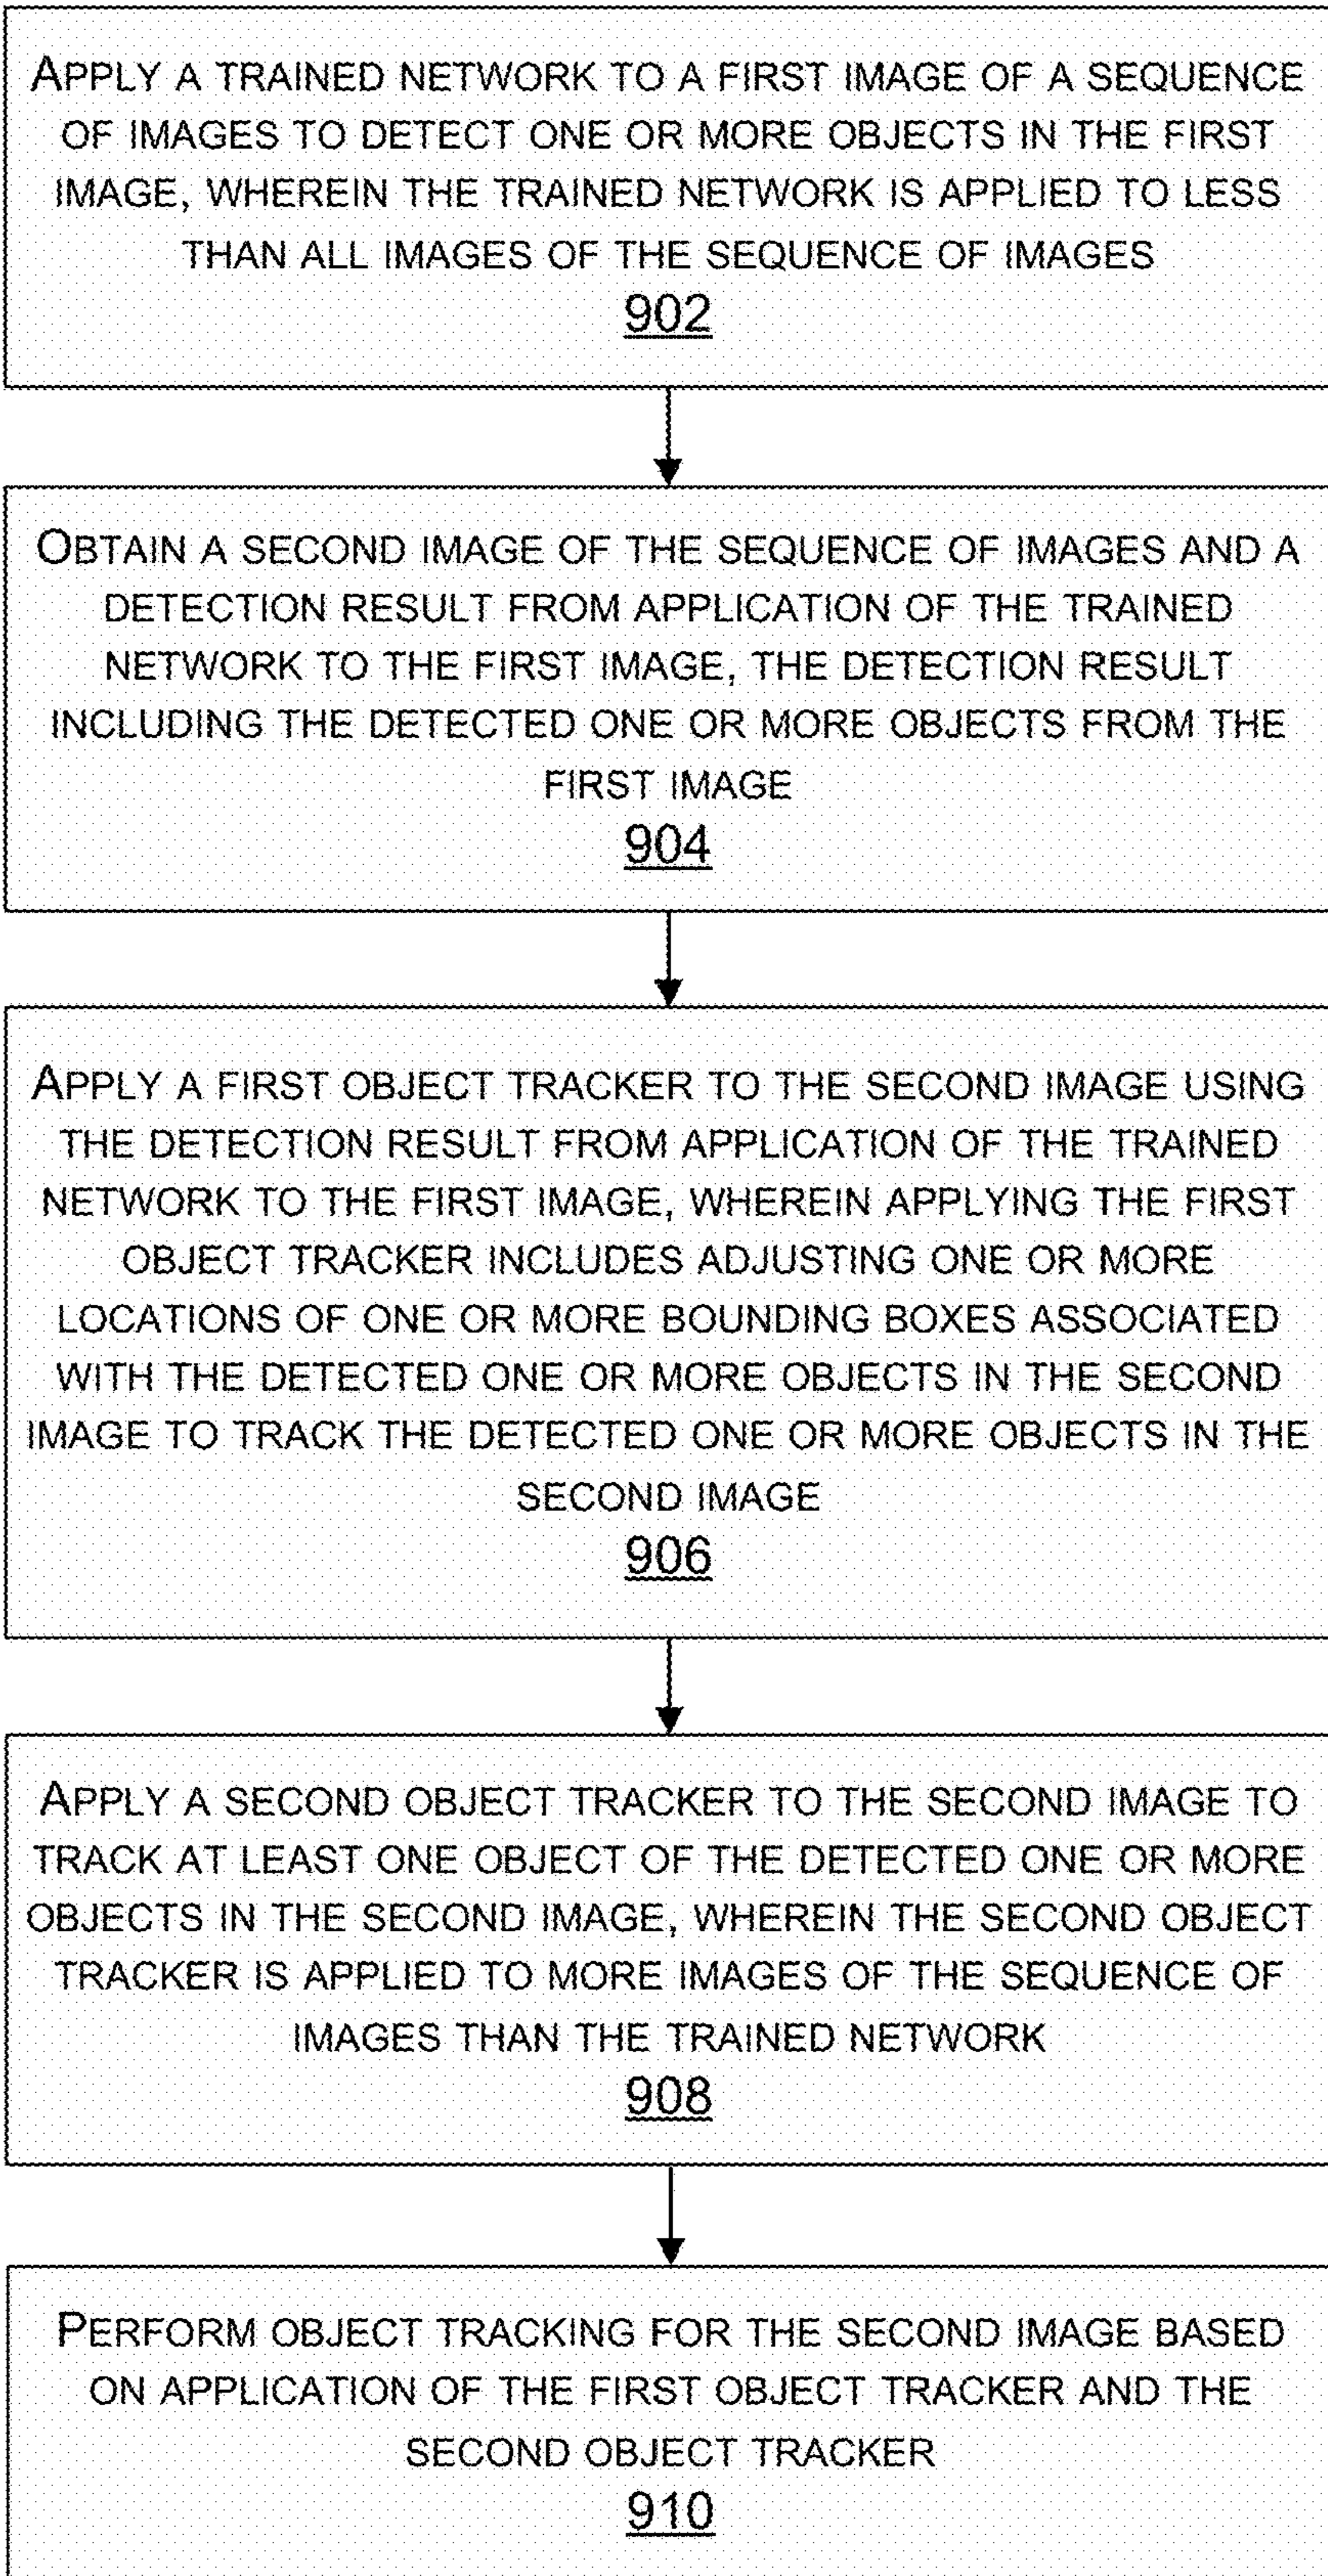 APPLY A TRAINED NETWORK TO A FIRST IMAGE OF A SEQUENCE
OF IMAGES TO DETECT ONE OR MORE OBJECTS IN THE FIRST
IMAGE, WHEREIN THE TRAINED NETWORK IS APPLIED TO LESS
THAN ALL IMAGES OF THE SEQUENCE OF IMAGES
902
OBTAIN A SECOND IMAGE OF THE SEQUENCE OF IMAGES AND A
DETECTION RESULT FROM APPLICATION OF THE TRAINED
NETWORK TO THE FIRST IMAGE, THE DETECTION RESULT
INCLUDING THE DETECTED ONE OR MORE OBJECTS FROM THE
FIRST IMAGE
904
APPLY A FIRST OBJECT TRACKER TO THE SECOND IMAGE USING
THE DETECTION RESULT FROM APPLICATION OF THE TRAINED
NETWORK TO THE FIRST IMAGE, WHEREIN APPLYING THE FIRST
OBJECT TRACKER INCLUDES ADJUSTING ONE OR MORE
LOCATIONS OF ONE OR MORE BOUNDING BOXES ASSOCIATED
WITH THE DETECTED ONE OR MORE OBJECTS IN THE SECOND
IMAGE TO TRACK THE DETECTED ONE OR MORE OBJECTS IN THE
SECOND IMAGE
906
APPLY A SECOND OBJECT TRACKER TO THE SECOND IMAGE TO
TRACK AT LEAST ONE OBJECT OF THE DETECTED ONE OR MORE
OBJECTS IN THE SECOND IMAGE, WHEREIN THE SECOND OBJECT
TRACKER IS APPLIED TO MORE IMAGES OF THE SEQUENCE OF
IMAGES THAN THE TRAINED NETWORK
908
PERFORM OBJECT TRACKING FOR THE SECOND IMAGE BASED
ON APPLICATION OF THE FIRST OBJECT TRACKER AND THE
SECOND OBJECT TRACKER
910